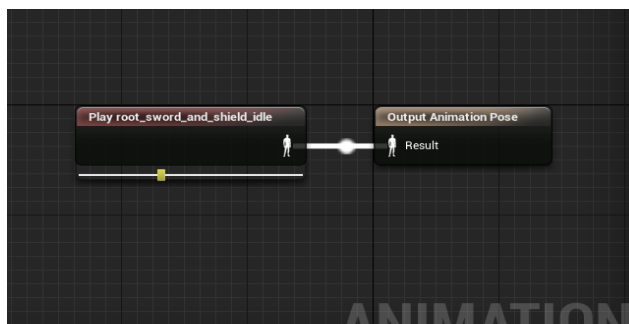 Play root_sword_and_shield_idle
Output Animation Pose
Result
ANIMATION